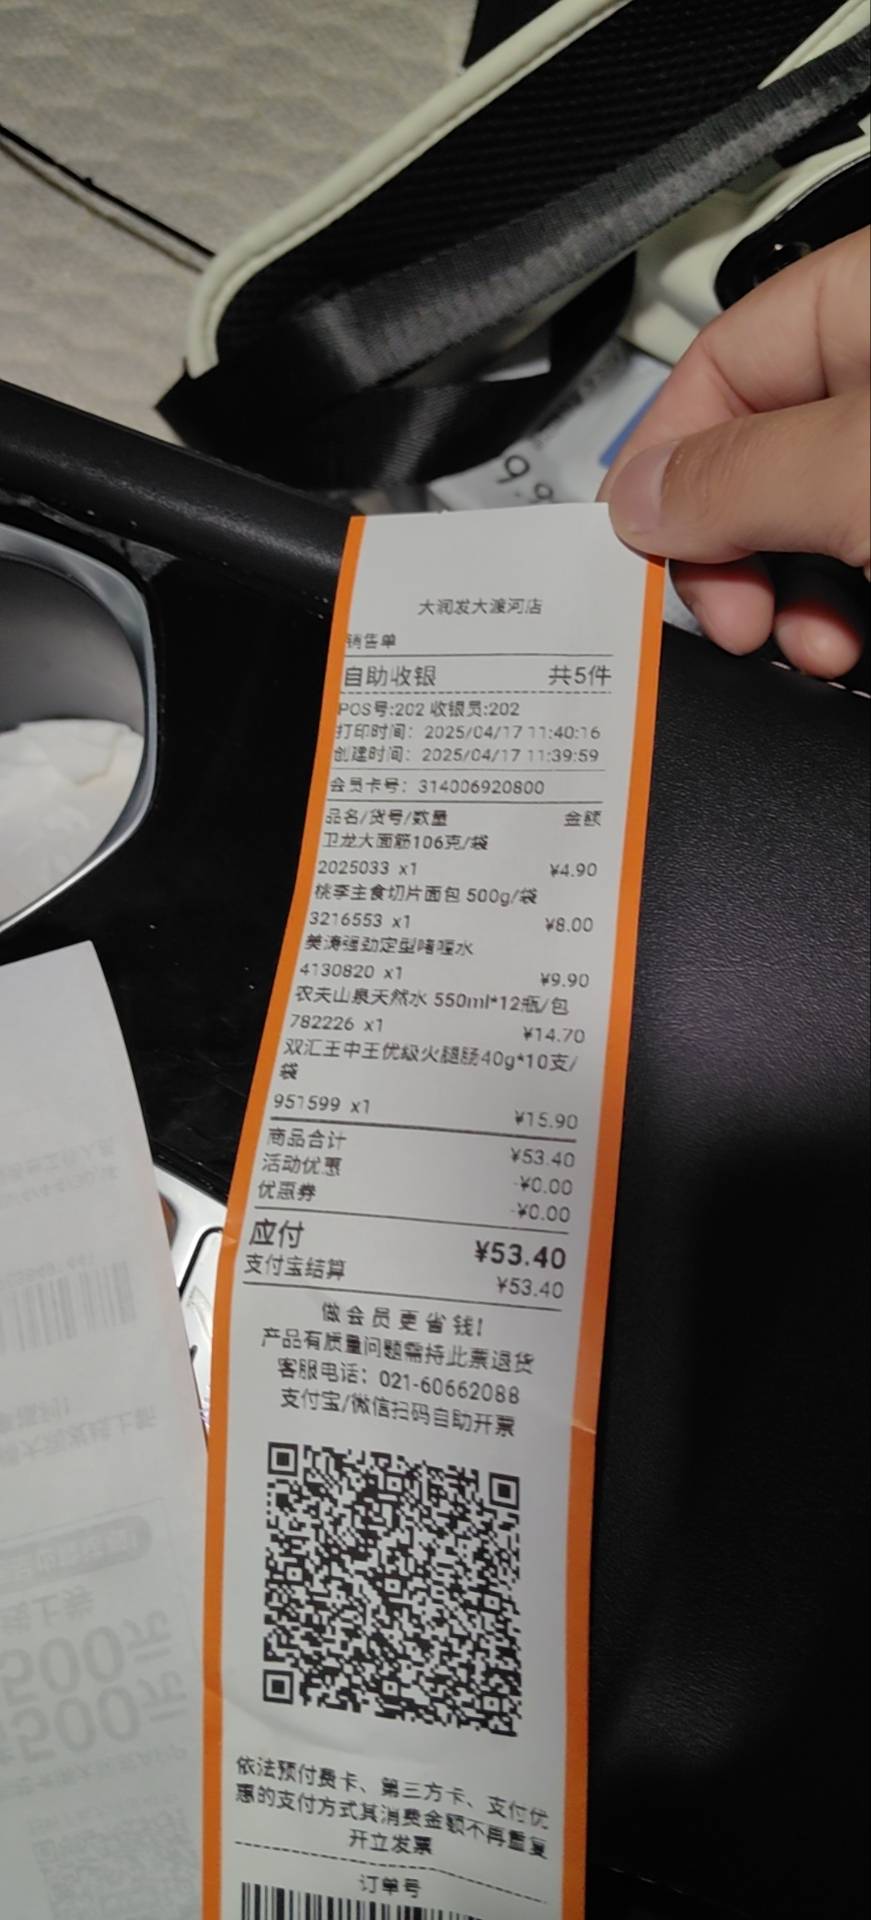 9.9
大润发大渡河店
销售单
自助收银 共5件
POS号:202 收银员:202
打印时间: 2025/04/17 11:40:16
创建时间: 2025/04/17 11:39:59
会员卡号: 314006920800
品名/货号/数量 金额
卫龙大面筋106克/袋
2025033 x1 ¥4.90
桃李主食切片面包 500g/袋
3216553 x1 ¥8.00
美涛强劲定型啫喱水
4130820 x1 ¥9.90
农夫山泉天然水 550ml*12瓶/包
782226 x1 ¥14.70
双汇王中王优级火腿肠40g*10支/
袋
951599 x1 ¥15.90
商品合计 ¥53.40
活动优惠 -¥0.00
优惠券 -¥0.00
应付 ¥53.40
支付宝结算 ¥53.40
做会员更省钱!
产品有质量问题需持此票退货
客服电话: 021-60662088
支付宝/微信扫码自助开票
依法预付费卡、第三方卡、支付优
惠的支付方式其消费金额不再重复
开立发票
订单号
500元
500元